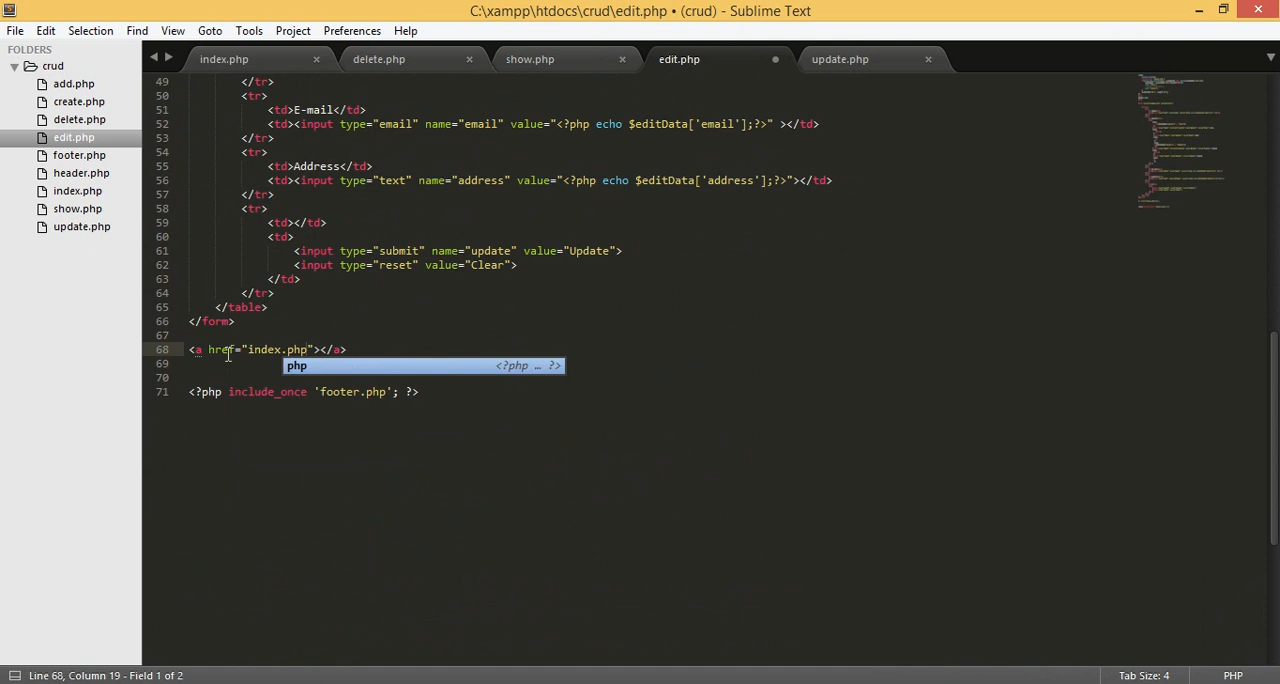 C:\xampp\htdocs\crud\edit.php • (crud) - Sublime Text
File Edit Selection Find View Goto Tools Project Preferences Help
FOLDERS
crud
add.php
create.php
delete.php
edit.php
footer.php
header.php
index.php
show.php
update.php
index.php × delete.php × show.php × edit.php update.php ×
49 </tr>
50 <tr>
51 <td>E-mail</td>
52 <td><input type="email" name="email" value="<?php echo $editData['email'];?>" ></td>
53 </tr>
54 <tr>
55 <td>Address</td>
56 <td><input type="text" name="address" value="<?php echo $editData['address'];?>"></td>
57 </tr>
58 <tr>
59 <td></td>
60 <td>
61 <input type="submit" name="update" value="Update">
62 <input type="reset" value="Clear">
63 </td>
64 </tr>
65 </table>
66 </form>
67
68 <a href="index.php"></a>
php <?php … ?>
69
70
71 <?php include_once 'footer.php'; ?>
Line 68, Column 19 - Field 1 of 2 Tab Size: 4 PHP